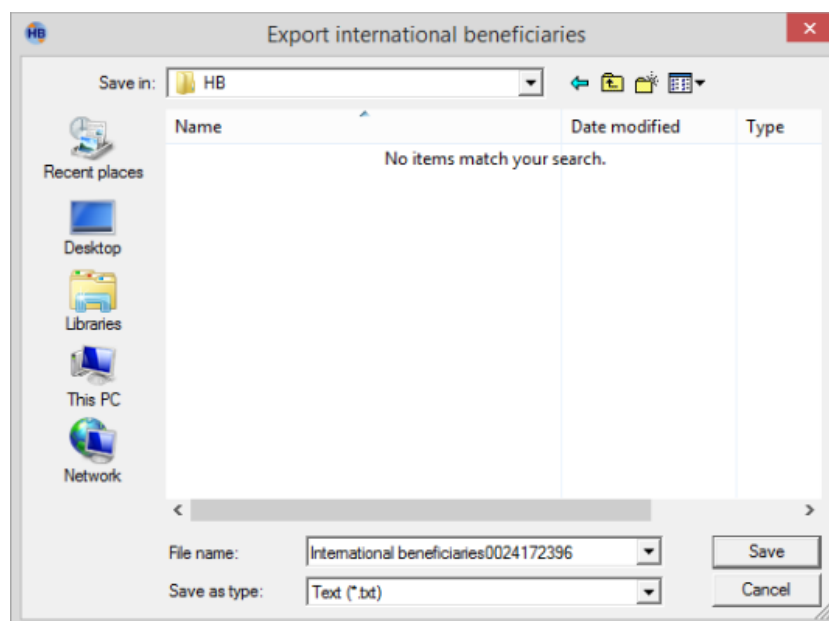 HB Export international beneficiaries
Save in: HB
Name Date modified Type
No items match your search.
Recent places
Desktop
Libraries
This PC
Network
File name: International beneficiaries0024172396 Save
Save as type: Text (*.txt) Cancel